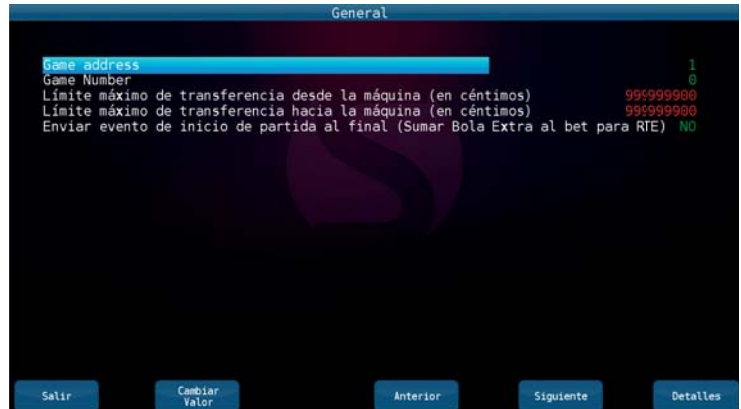 General
Game address 1
Game Number 0
Límite máximo de transferencia desde la máquina (en céntimos) 999999900
Límite máximo de transferencia hacia la máquina (en céntimos) 999999900
Enviar evento de inicio de partida al final (Sumar Bola Extra al bet para RTE) NO
Salir
Cambiar
Valor
Anterior
Siguiente
Detalles